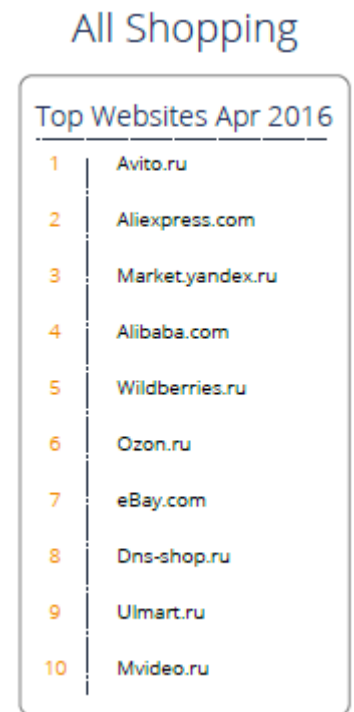 All Shopping
Top Websites Apr 2016
1 Avito.ru
2 Aliexpress.com
3 Market.yandex.ru
4 Alibaba.com
5 Wildberries.ru
6 Ozon.ru
7 eBay.com
8 Dns-shop.ru
9 Ulmart.ru
10 Mvideo.ru